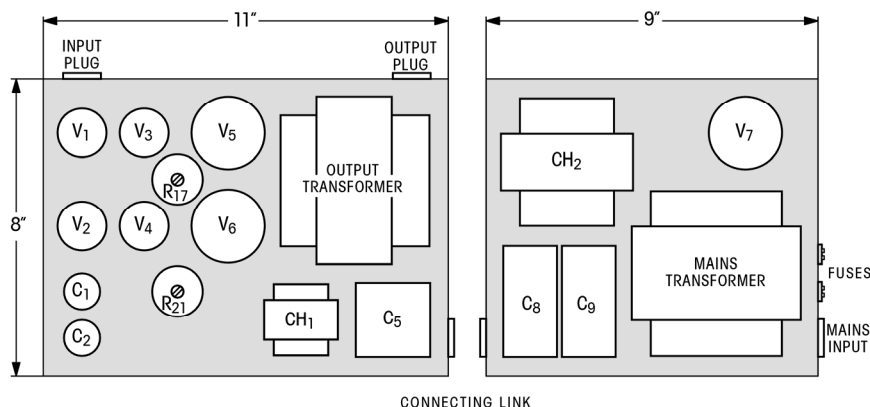 11"
9"
INPUT
PLUG
OUTPUT
PLUG
8"
V1
V3
V5
R17
OUTPUT
TRANSFORMER
V2
V4
V6
C1
R21
C2
CH1
C5
CH2
V7
C8
C9
MAINS
TRANSFORMER
FUSES
MAINS
INPUT
CONNECTING LINK